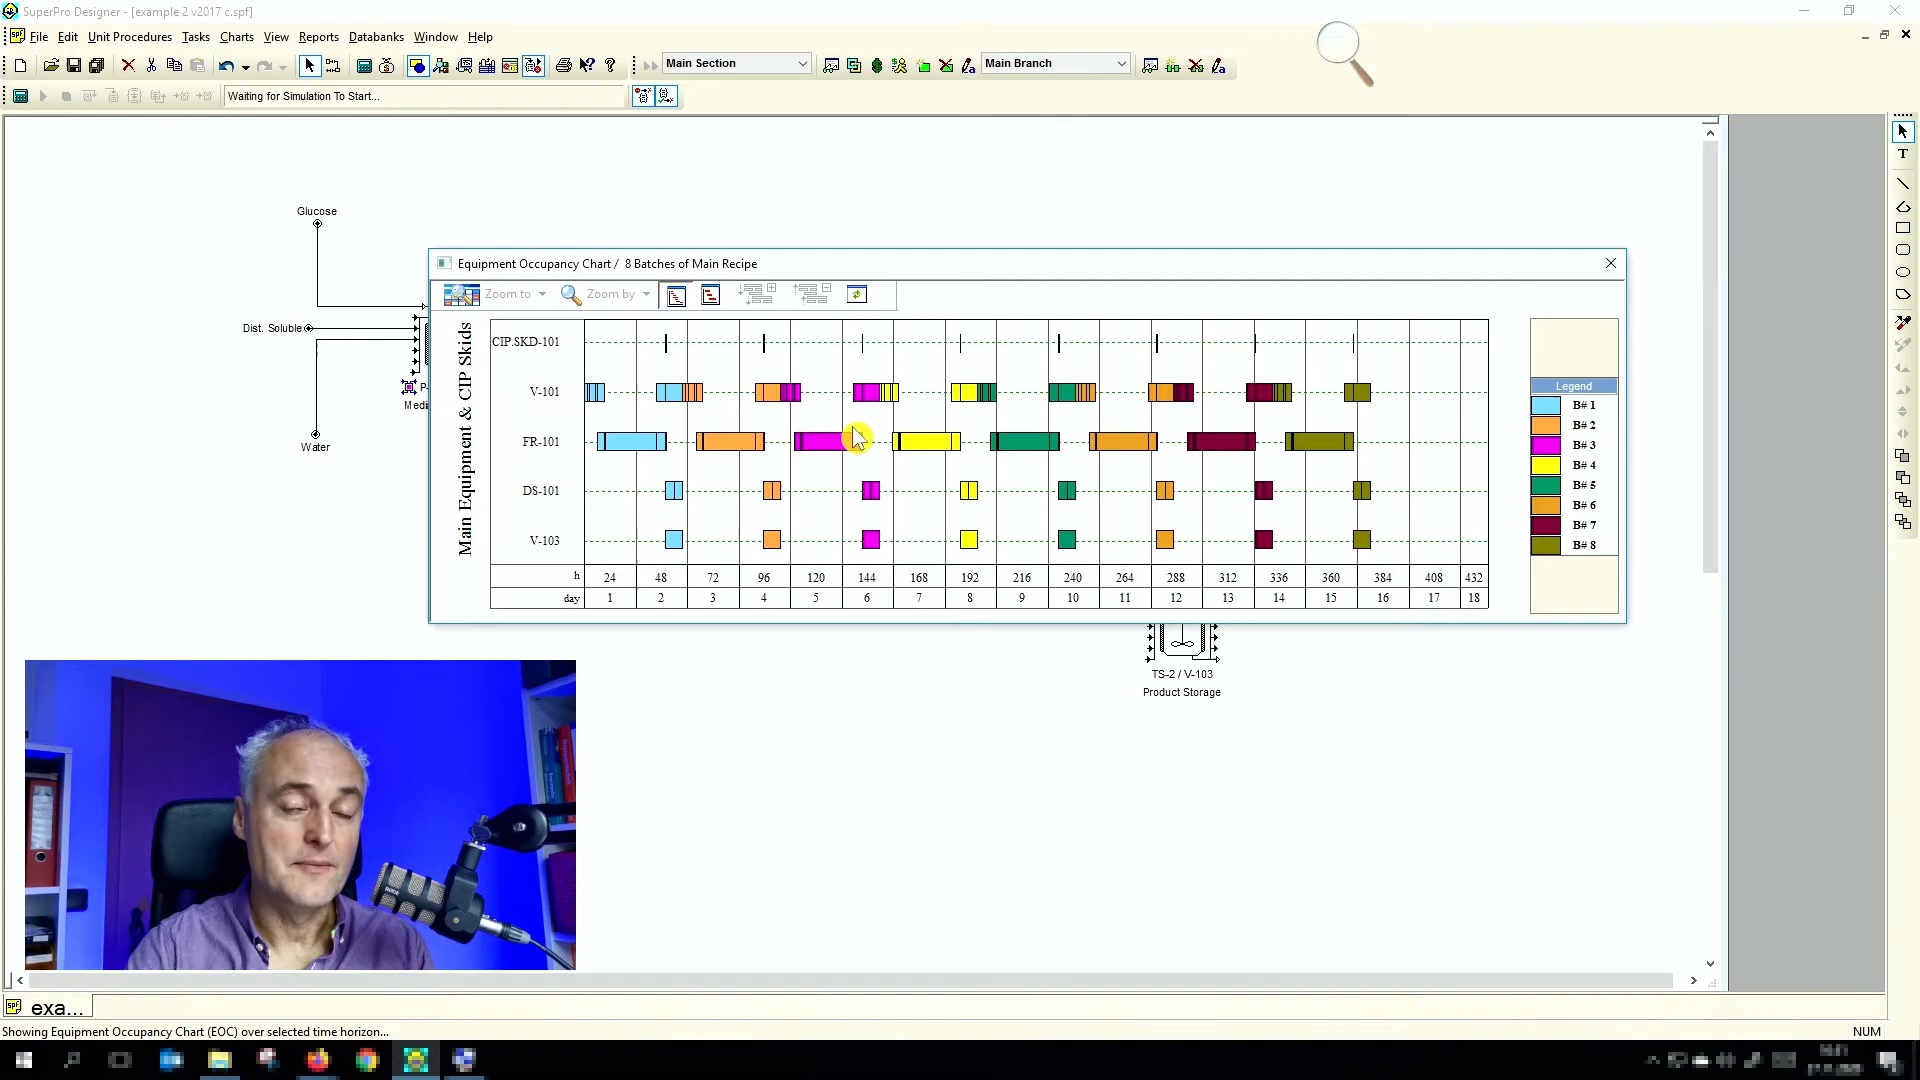 SuperPro Designer - [example 2 v2017 c.spf]
File Edit Unit Procedures Tasks Charts View Reports Databanks Window Help
Main Section
Main Branch
Waiting for Simulation To Start...
Glucose
Dist. Soluble
Water
P-
Medi
Equipment Occupancy Chart / 8 Batches of Main Recipe
Zoom to
Zoom by
Main Equipment & CIP Skids
CIP.SKD-101
V-101
FR-101
DS-101
V-103
h 24 48 72 96 120 144 168 192 216 240 264 288 312 336 360 384 408 432
day 1 2 3 4 5 6 7 8 9 10 11 12 13 14 15 16 17 18
Legend
B# 1
B# 2
B# 3
B# 4
B# 5
B# 6
B# 7
B# 8
TS-2 / V-103
Product Storage
RODE
exa...
Showing Equipment Occupancy Chart (EOC) over selected time horizon...
NUM